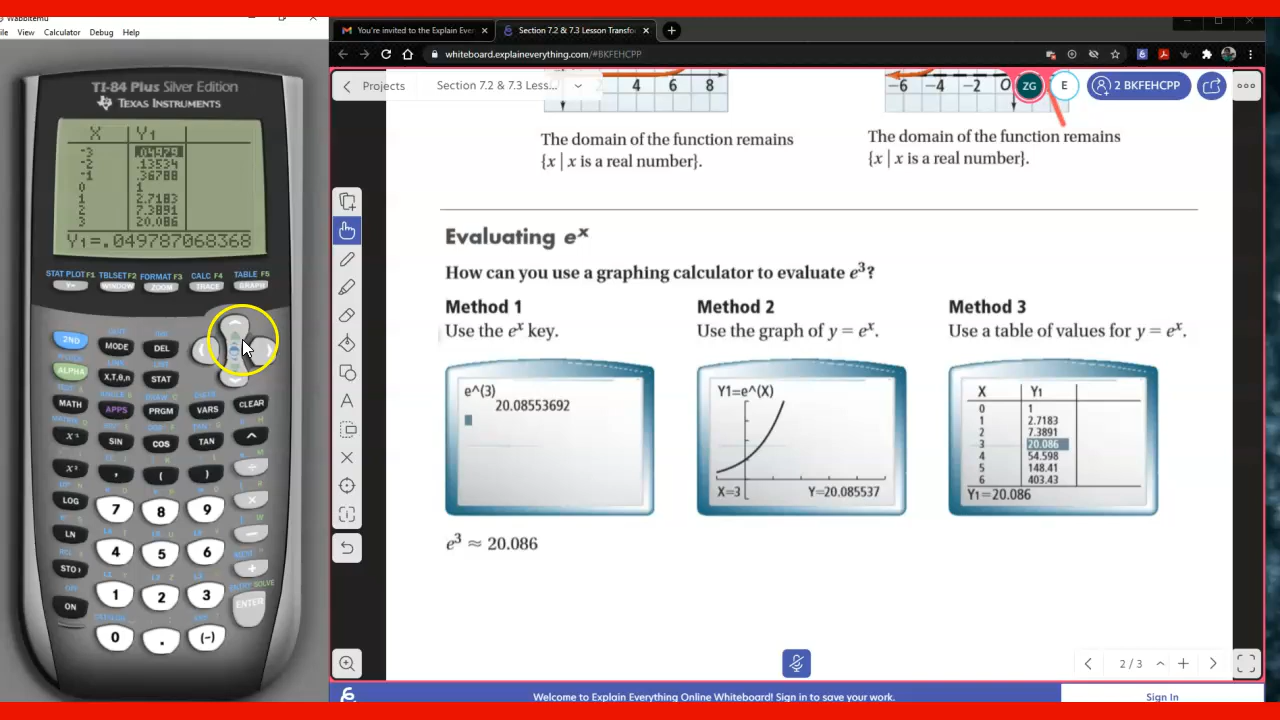 Wabbitemu
ile View Calculator Debug Help
TI-84 Plus Silver Edition
TEXAS INSTRUMENTS
X Y1
-3 .04979
-2 .13534
-1 .36788
0 1
1 2.7183
2 7.3891
3 20.086
Y1=.049787068368
STAT PLOT F1 TBLSET F2 FORMAT F3 CALC F4 TABLE F5
Y= WINDOW ZOOM TRACE GRAPH
2ND MODE DEL
ALPHA X,T,θ,n STAT
MATH APPS PRGM VARS CLEAR
x⁻¹ SIN COS TAN ^
x² , ( ) ÷
LOG 7 8 9 ×
LN 4 5 6 −
STO› 1 2 3 +
ON 0 . (-) ENTER
ENTRY SOLVE
You're invited to the Explain Ever
Section 7.2 & 7.3 Lesson Transfo
whiteboard.explaineverything.com/#BKFEHCPP
Projects Section 7.2 & 7.3 Less... ZG E 2 BKFEHCPP
4 6 8
-6 -4 -2 O
The domain of the function remains
{x | x is a real number}.
The domain of the function remains
{x | x is a real number}.
Evaluating eˣ
How can you use a graphing calculator to evaluate e³?
Method 1
Use the eˣ key.
e^(3)
20.08553692
e³ ≈ 20.086
Method 2
Use the graph of y = eˣ.
Y1=e^(X)
X=3 Y=20.085537
Method 3
Use a table of values for y = eˣ.
X Y1
0 1
1 2.7183
2 7.3891
3 20.086
4 54.598
5 148.41
6 403.43
Y1=20.086
2 / 3
Welcome to Explain Everything Online Whiteboard! Sign in to save your work.
Sign In